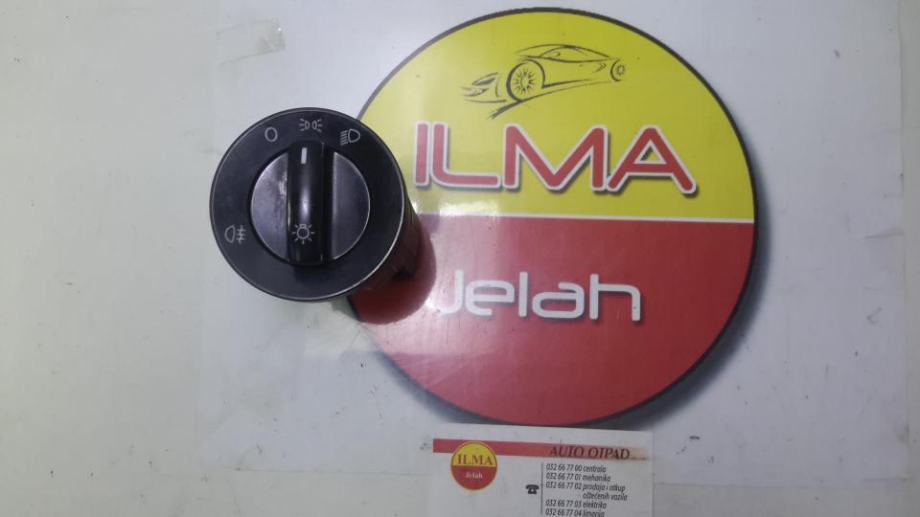 ILMA
Jelah
AUTO OTPAD
ILMA
Jelah
032 66 77 00 centrala
032 66 77 01 mehanika
032 66 77 02 prodaja i otkup
oštećenih vozila
032 66 77 03 elektrika
032 66 77 04 limarija